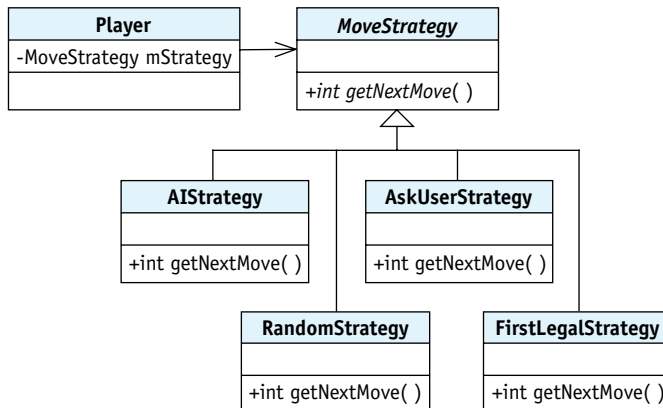 Player
-MoveStrategy mStrategy
MoveStrategy
+int getNextMove( )
AIStrategy
+int getNextMove( )
AskUserStrategy
+int getNextMove( )
RandomStrategy
+int getNextMove( )
FirstLegalStrategy
+int getNextMove( )